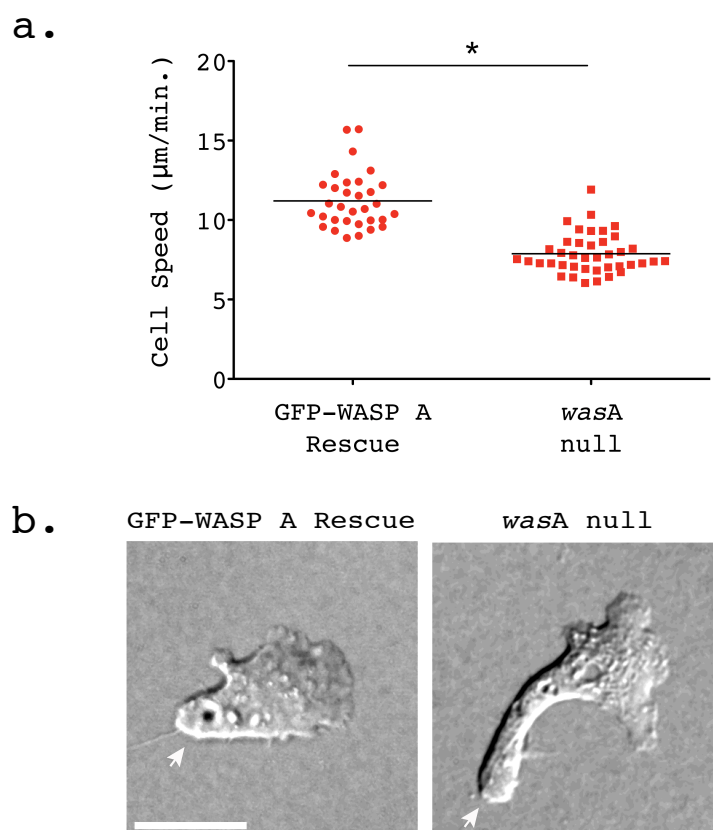 a.
*
20
15
10
5
0
Cell Speed (µm/min.)
GFP-WASP A
Rescue
wasA
null
b.
GFP-WASP A Rescue
wasA null